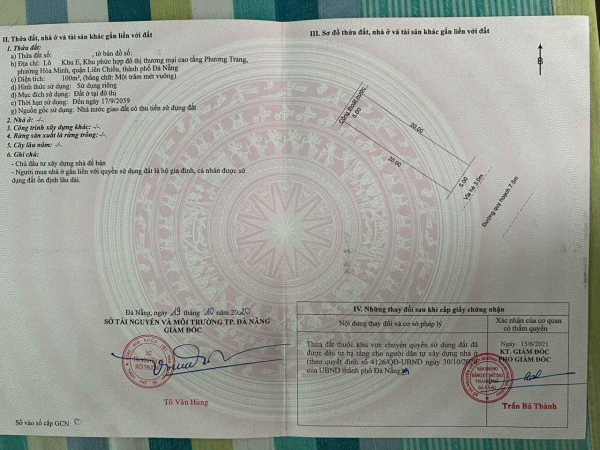 II. Thửa đất, nhà ở và tài sản khác gắn liền với đất
1. Thửa đất:
a) Thửa đất số: , tờ bản đồ số:
b) Địa chỉ: Lô Khu E, Khu phức hợp đô thị thương mại cao tầng Phương Trang,
phường Hòa Minh, quận Liên Chiểu, thành phố Đà Nẵng
c) Diện tích: 100m², (bằng chữ: Một trăm mét vuông)
d) Hình thức sử dụng: Sử dụng riêng
đ) Mục đích sử dụng: Đất ở tại đô thị
e) Thời hạn sử dụng: Đến ngày 17/9/2059
g) Nguồn gốc sử dụng: Nhà nước giao đất có thu tiền sử dụng đất
2. Nhà ở: -/-
3. Công trình xây dựng khác: -/-
4. Rừng sản xuất là rừng trồng: -/-
5. Cây lâu năm: -/-
6. Ghi chú:
- Chủ đầu tư xây dựng nhà để bán
- Người mua nhà ở gắn liền với quyền sử dụng đất là hộ gia đình, cá nhân được sử
dụng đất ổn định lâu dài.
Đà Nẵng, ngày 19 tháng 10 năm 2020
SỞ TÀI NGUYÊN VÀ MÔI TRƯỜNG TP. ĐÀ NẴNG
GIÁM ĐỐC
Tô Văn Hùng
Số vào sổ cấp GCN:
III. Sơ đồ thửa đất, nhà ở và tài sản khác gắn liền với đất
B
Cống thoát nước
5.00
20.00
20.00
5.00
Vỉa hè 3.0m
Đường quy hoạch 7.5m
IV. Những thay đổi sau khi cấp giấy chứng nhận
Nội dung thay đổi và cơ sở pháp lý
Xác nhận của cơ quan
có thẩm quyền
Thửa đất thuộc khu vực chuyển quyền sử dụng đất đã
được đầu tư hạ tầng cho người dân tự xây dựng nhà ở
(theo quyết định số 4126/QĐ-UBND ngày 30/10/2020
của UBND thành phố Đà Nẵng)
Ngày 15/6/2021
KT. GIÁM ĐỐC
PHÓ GIÁM ĐỐC
Trần Bá Thành